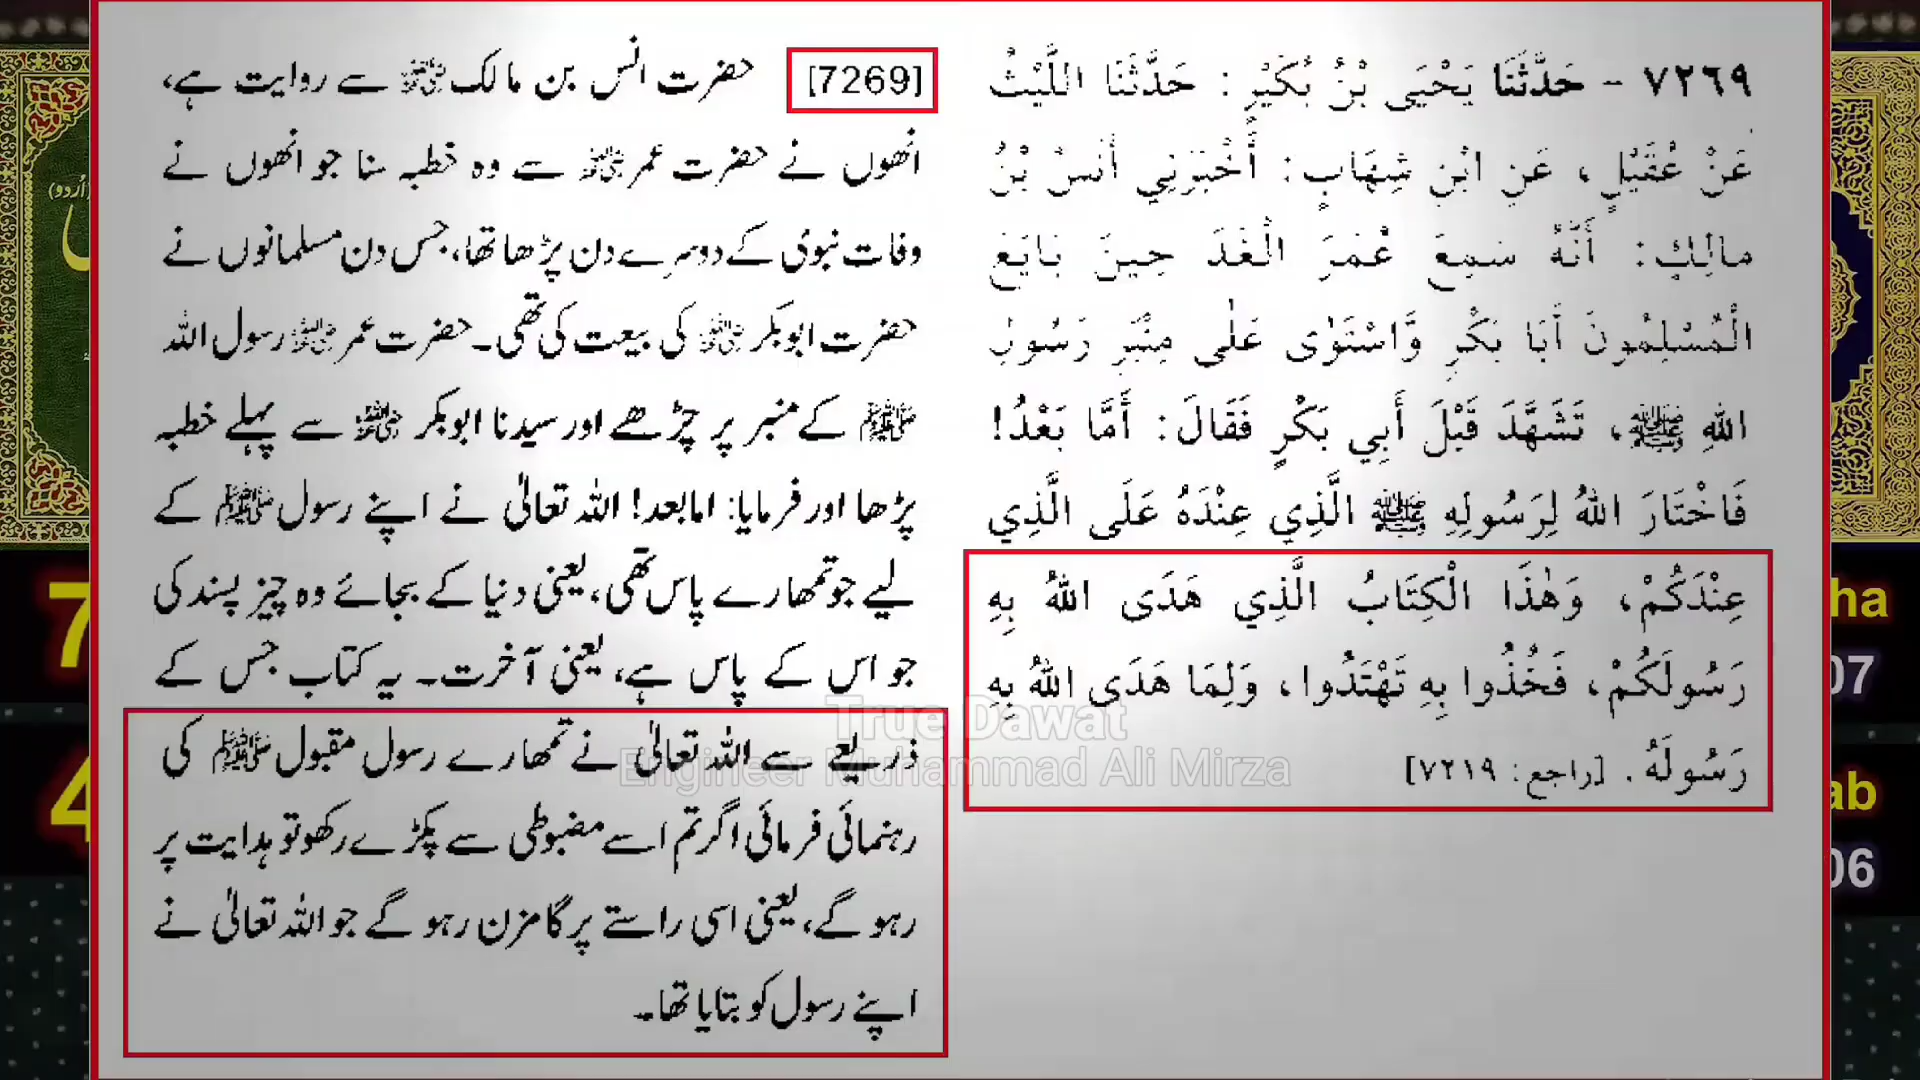 ۷۲٦۹ - حَدَّثَنَا يَحْيَى بْنُ بُكَيْرٍ: حَدَّثَنَا اللَّيْثُ
عَنْ عُقَيْلٍ، عَنِ ابْنِ شِهَابٍ: أَخْبَرَنِي أَنَسُ بْنُ
مالِكٍ: أَنَّهُ سَمِعَ عُمَرَ الْغَدَ حِينَ بَايَعَ
الْمُسْلِمُونَ أَبَا بَكْرٍ وَّاسْتَوٰى عَلٰى مِنْبَرِ رَسُولِ
اللهِ ﷺ، تَشَهَّدَ قَبْلَ أَبِي بَكْرٍ فَقَالَ: أَمَّا بَعْدُ!
فَاخْتَارَ اللهُ لِرَسُولِهِ ﷺ الَّذِي عِنْدَهُ عَلَى الَّذِي
عِنْدَكُمْ، وَهٰذَا الْكِتَابُ الَّذِي هَدَى اللهُ بِهِ
رَسُولَكُمْ، فَخُذُوا بِهِ تَهْتَدُوا، وَلِمَا هَدَى اللهُ بِهِ
رَسُولَهُ. [راجع: ۷۲۱۹]
[7269] حضرت انس بن مالک رضی اللہ عنہ سے روایت ہے،
انھوں نے حضرت عمر رضی اللہ عنہ سے وہ خطبہ سنا جو انھوں نے
وفات نبوی کے دوسرے دن پڑھا تھا، جس دن مسلمانوں نے
حضرت ابوبکر رضی اللہ عنہ کی بیعت کی تھی۔ حضرت عمر رضی اللہ عنہ رسول اللہ
ﷺ کے منبر پر چڑھے اور سیدنا ابوبکر رضی اللہ عنہ سے پہلے خطبہ
پڑھا اور فرمایا: امابعد! اللہ تعالیٰ نے اپنے رسول ﷺ کے
لیے جو تمھارے پاس تھی، یعنی دنیا کے بجائے وہ چیز پسند کی
جو اس کے پاس ہے، یعنی آخرت۔ یہ کتاب جس کے
ذریعے سے اللہ تعالیٰ نے تمھارے رسول مقبول ﷺ کی
رہنمائی فرمائی اگر تم اسے مضبوطی سے پکڑے رکھو تو ہدایت پر
رہو گے، یعنی اسی راستے پر گامزن رہو گے جو اللہ تعالیٰ نے
اپنے رسول کو بتایا تھا۔
True Dawat
Engineer Muhammad Ali Mirza
(اُردو)
7
4
ha
07
ab
06